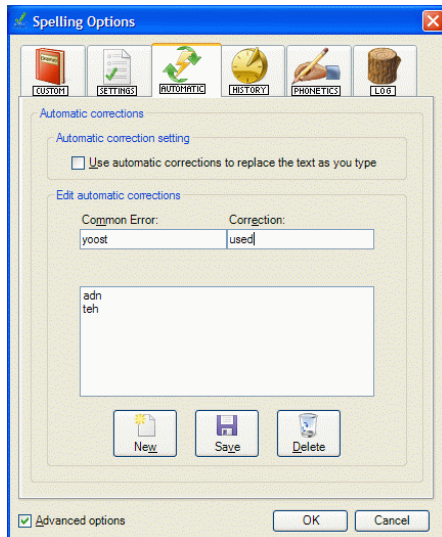 Spelling Options
CUSTOM SETTINGS AUTOMATIC HISTORY PHONETICS LOG
Automatic corrections
Automatic correction setting
Use automatic corrections to replace the text as you type
Edit automatic corrections
Common Error: Correction:
yoost used
adn
teh
New Save Delete
Advanced options OK Cancel